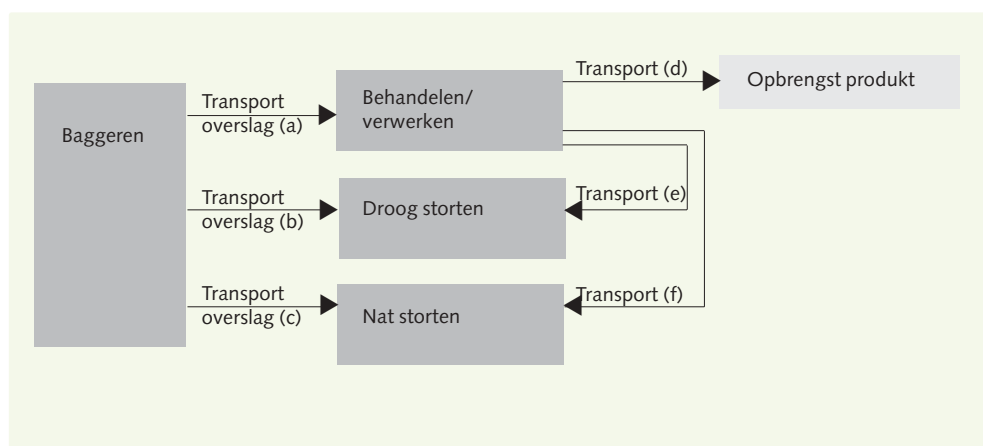 Baggeren
Transport
overslag (a)
Behandelen/
verwerken
Transport (d)
Opbrengst produkt
Transport
overslag (b)
Droog storten
Transport (e)
Transport
overslag (c)
Nat storten
Transport (f)